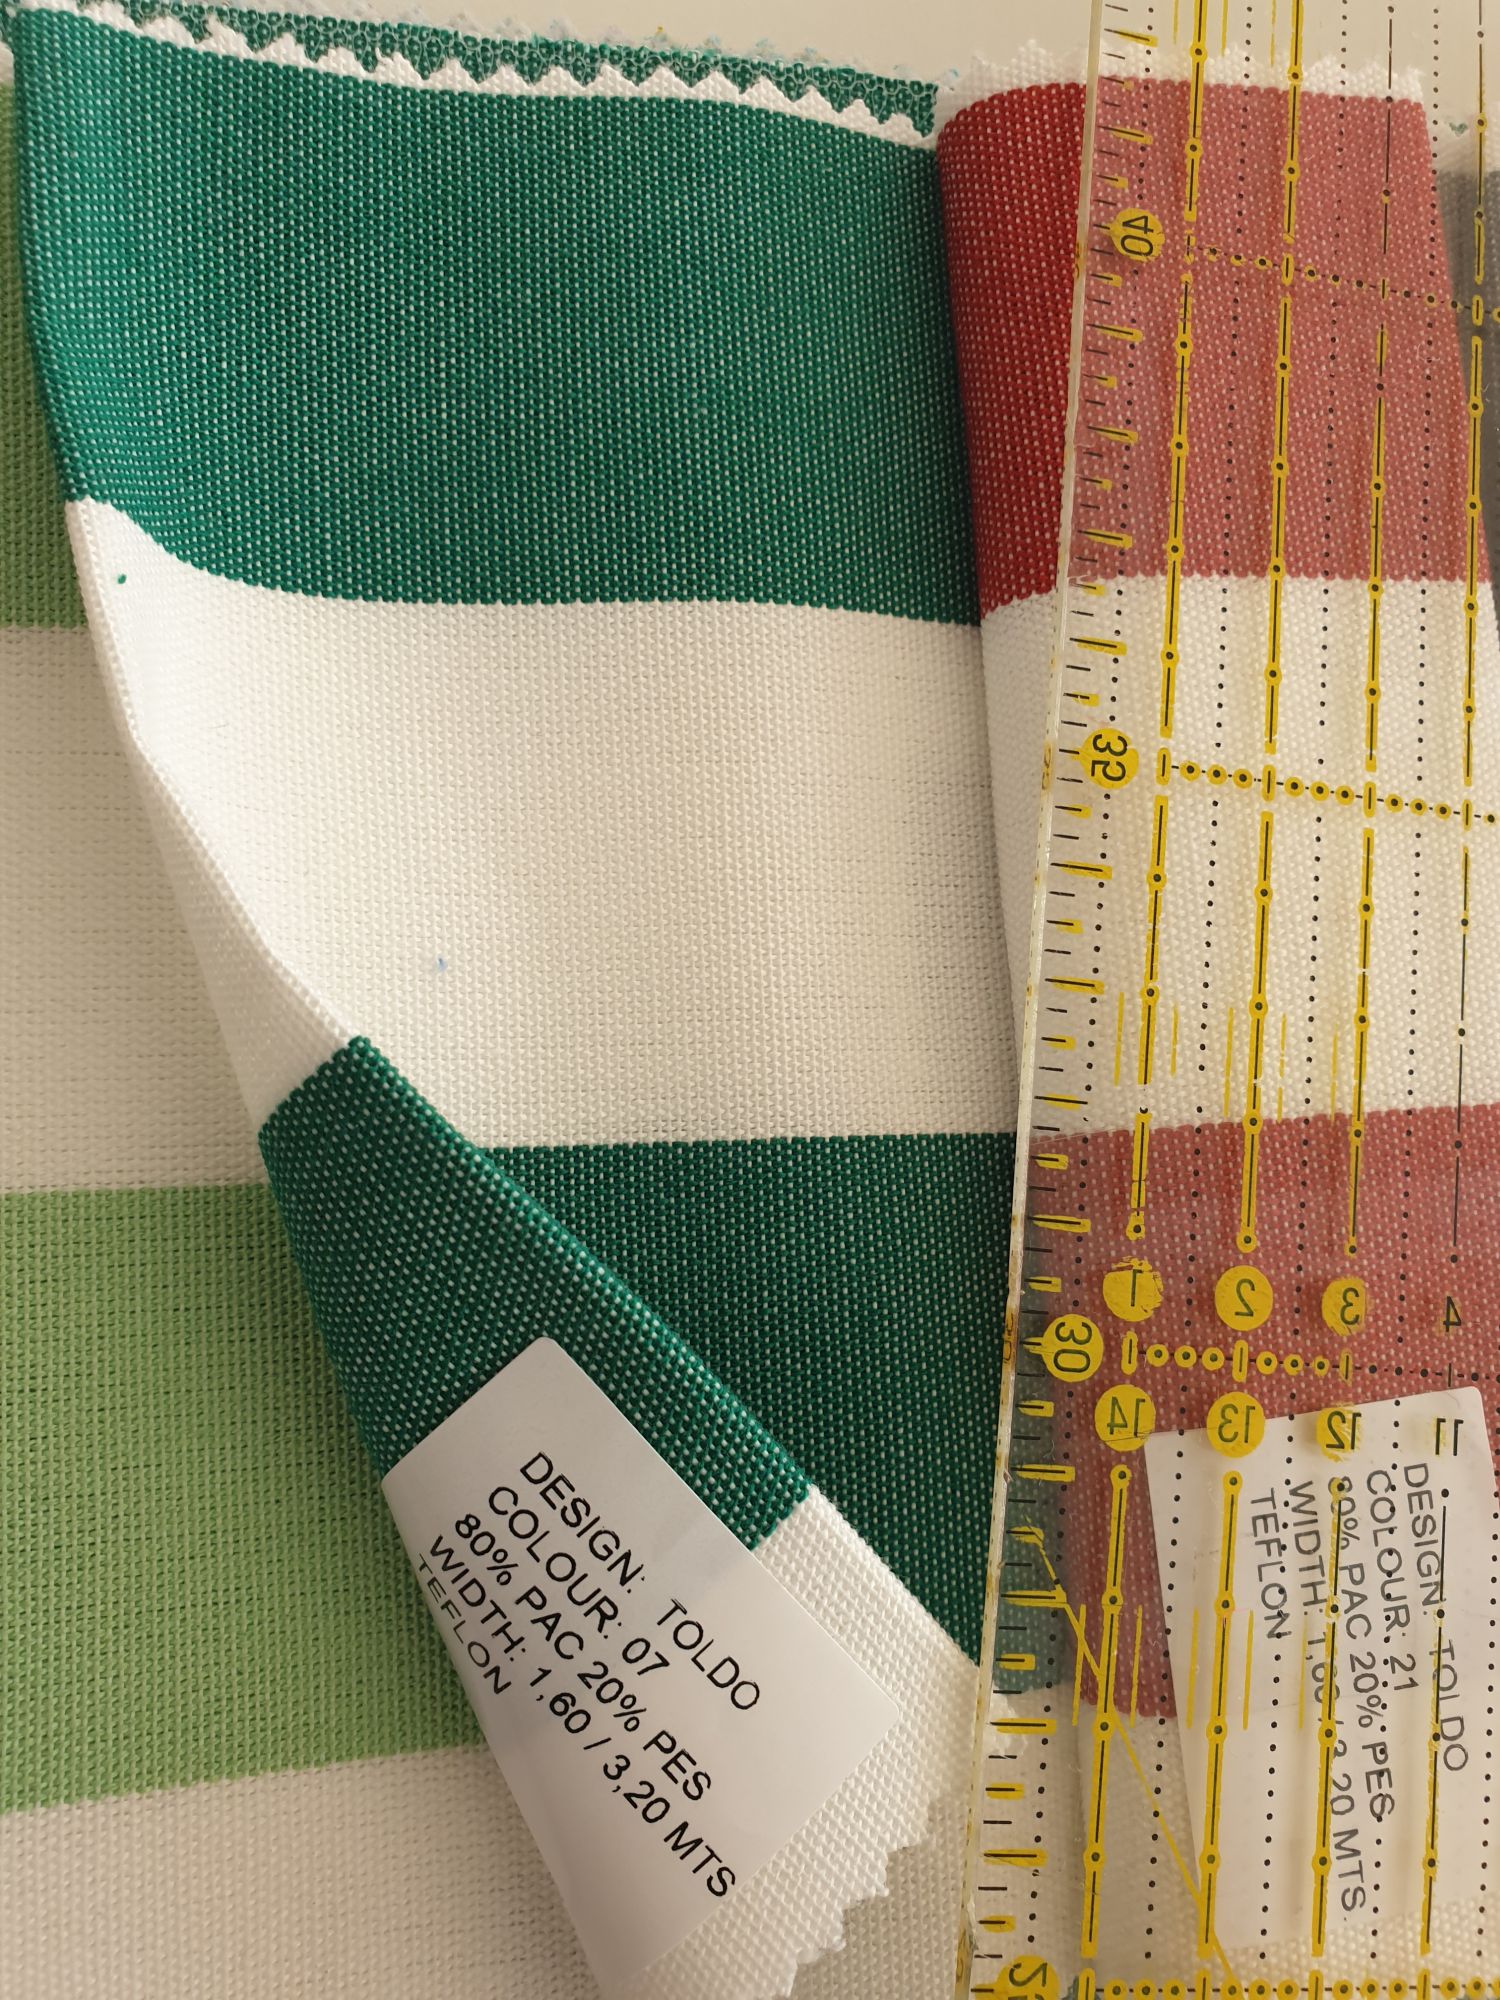 DESIGN: TOLDO
COLOUR: 07
80% PAC 20% PES
WIDTH: 1,60 / 3,20 MTS
TEFLON
40
35
1 2 3 4
30
14 13 12 11
DESIGN: TOLDO
COLOUR: 21
80% PAC 20% PES
WIDTH: 1,60 / 3,20 MTS
TEFLON